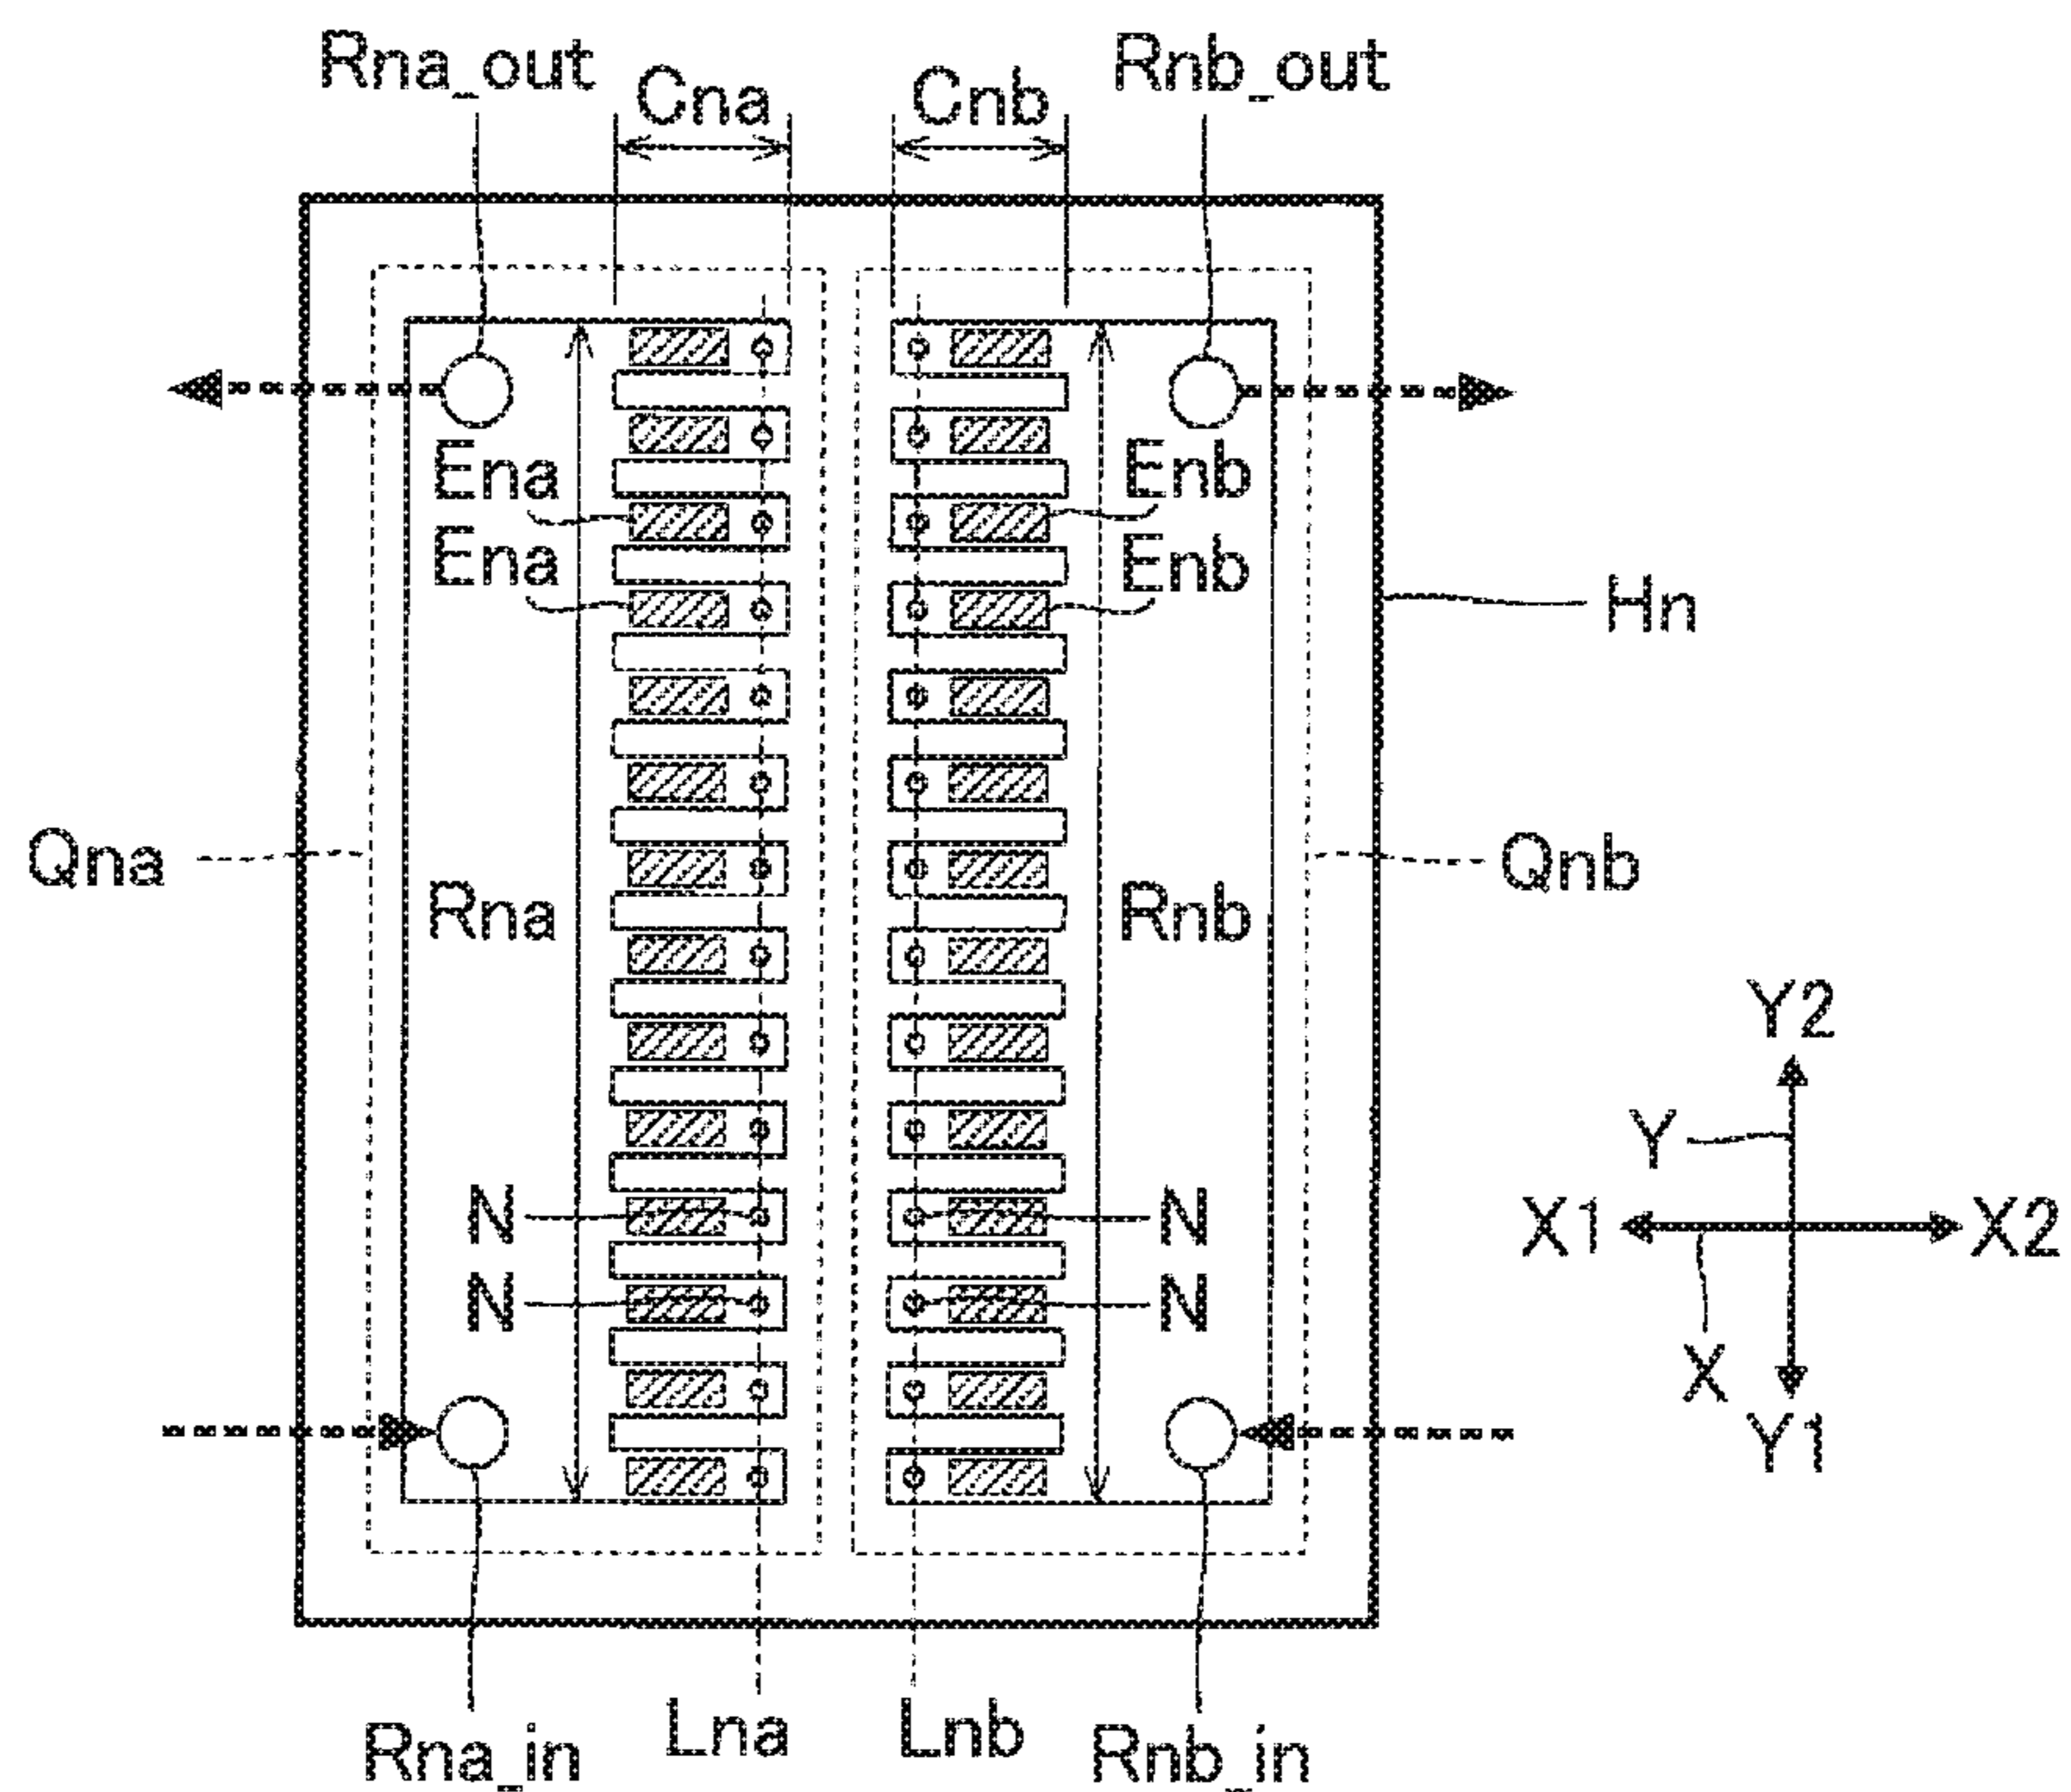 Rna_out
Cna
Cnb
Rnb_out
Ena
Enb
Ena
Enb
Hn
Qna
Qnb
Rna
Rnb
Y2
Y
N
N
X1
X2
N
N
X
Y1
Rna_in
Lna
Lnb
Rnb_in